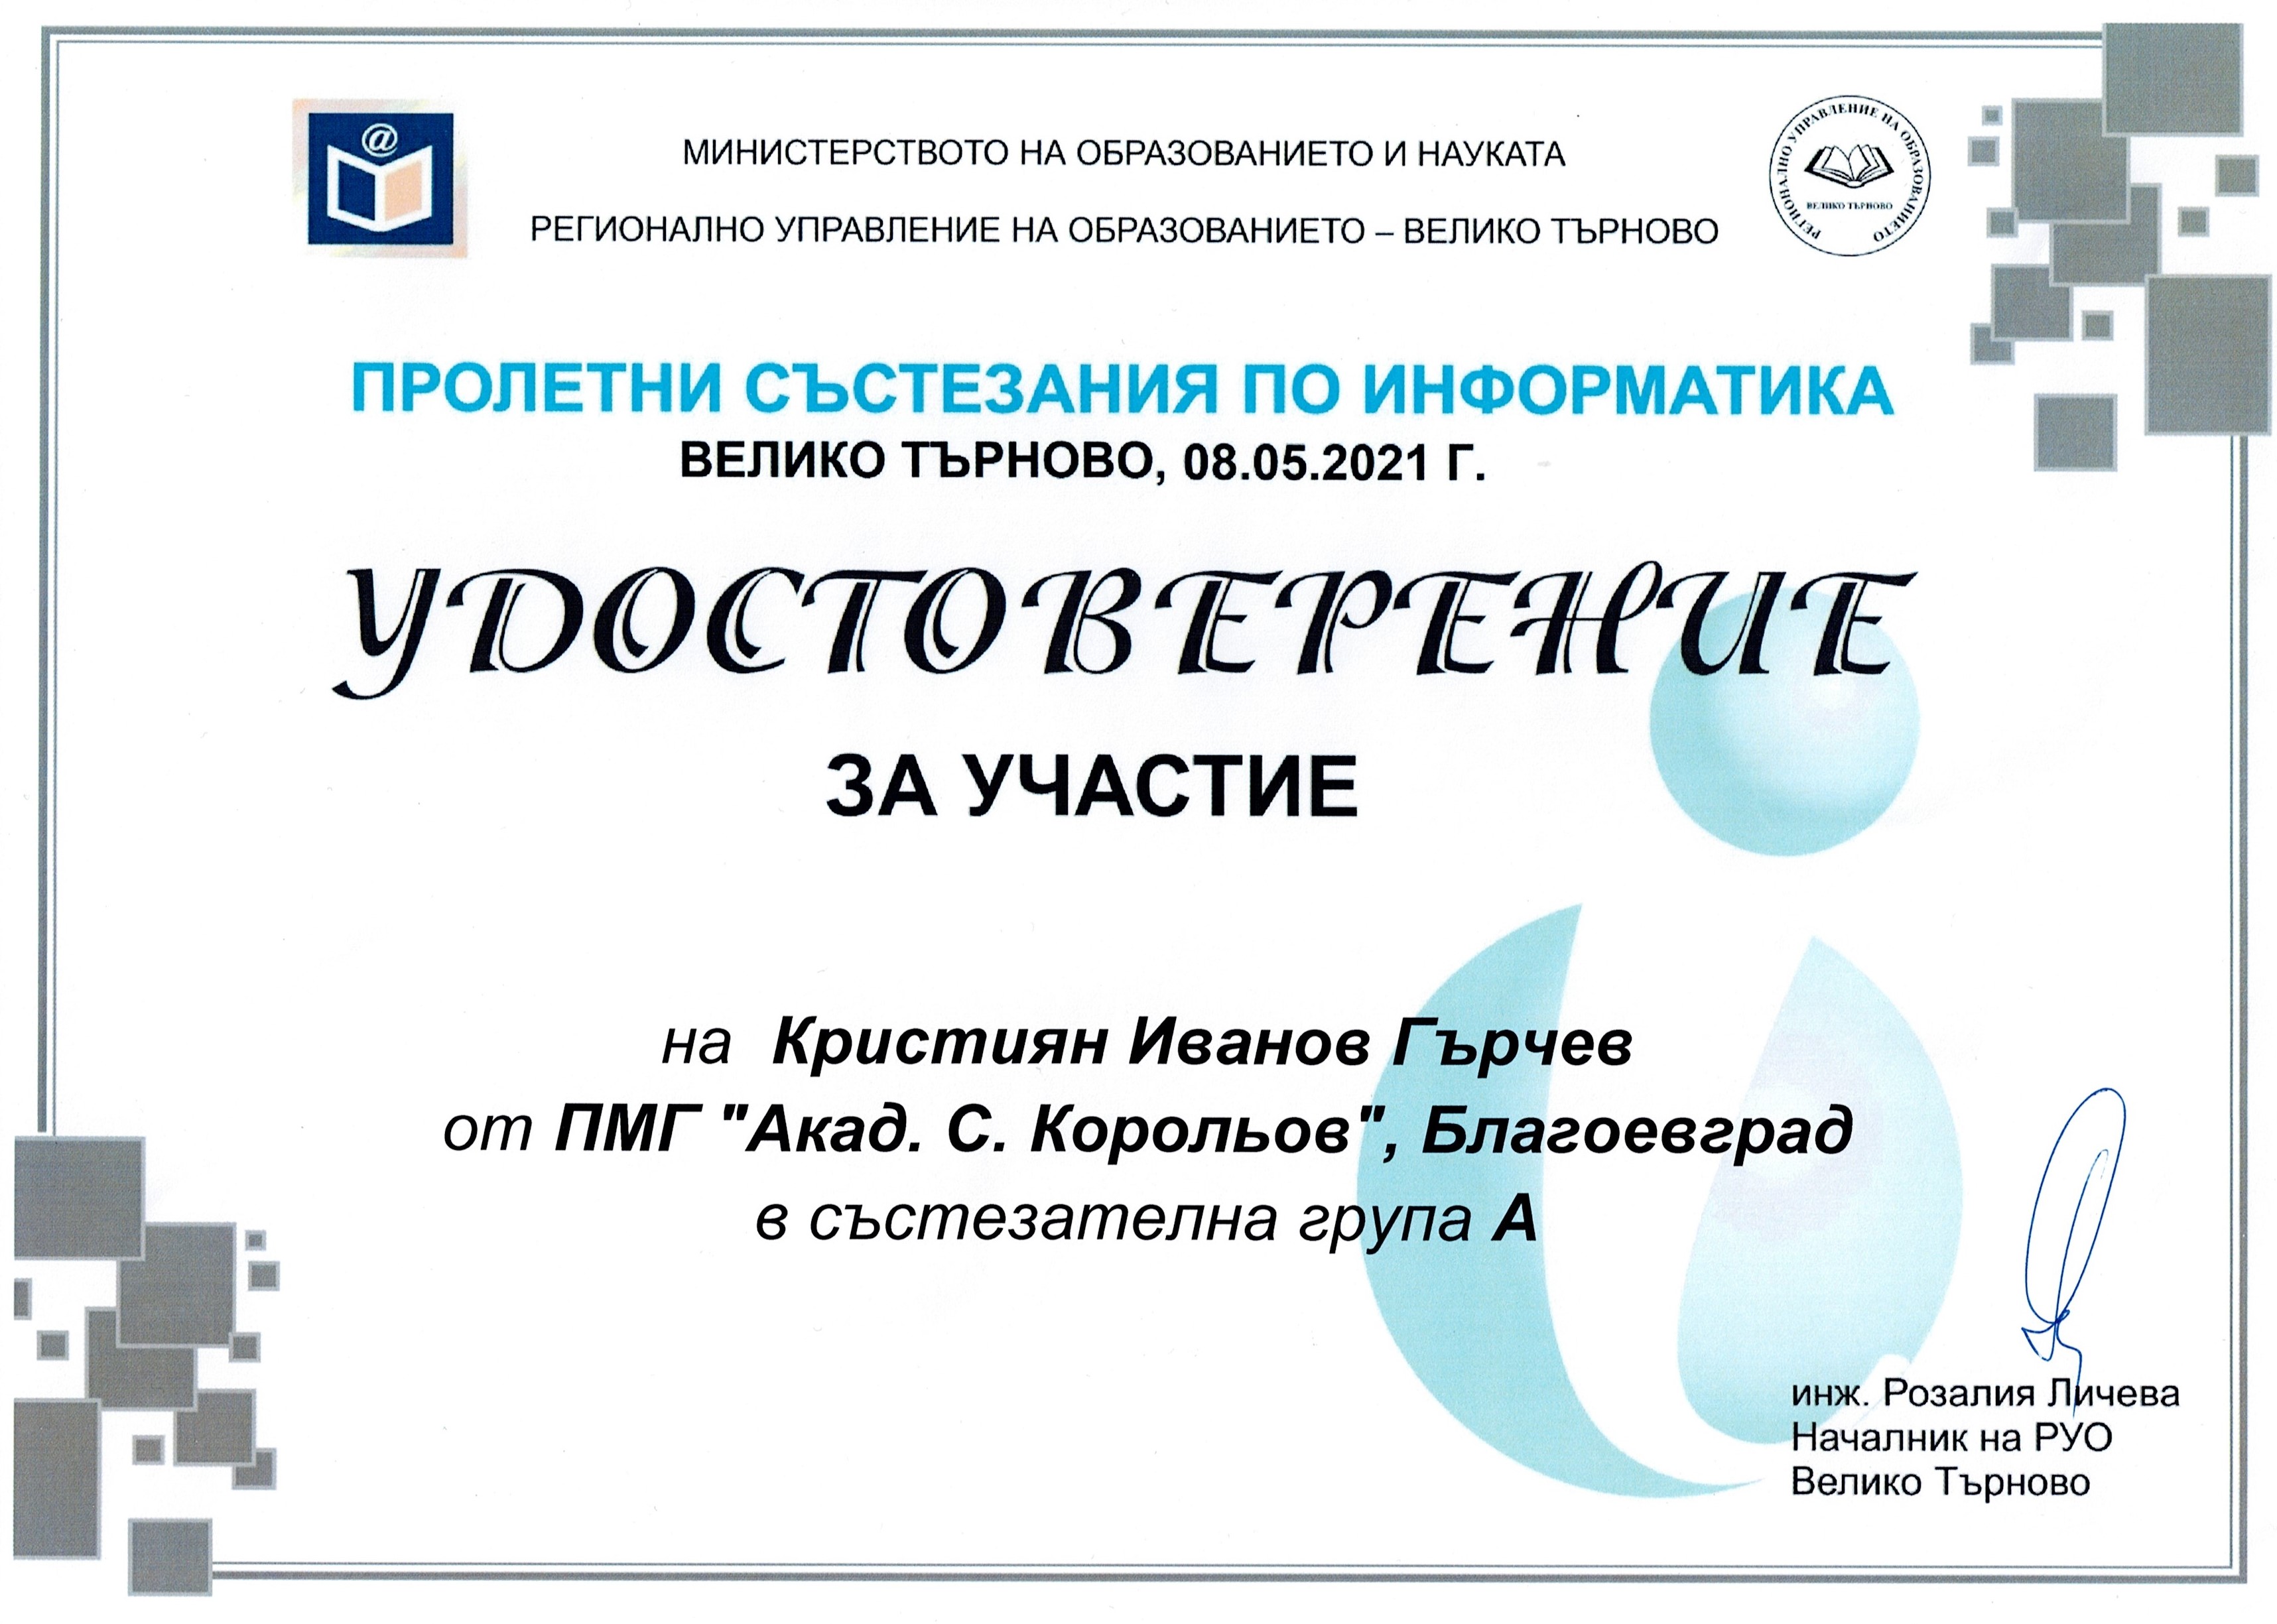 @
МИНИСТЕРСТВОТО НА ОБРАЗОВАНИЕТО И НАУКАТА
РЕГИОНАЛНО УПРАВЛЕНИЕ НА ОБРАЗОВАНИЕТО – ВЕЛИКО ТЪРНОВО
РЕГИОНАЛНО УПРАВЛЕНИЕ НА ОБРАЗОВАНИЕТО
ВЕЛИКО ТЪРНОВО
ПРОЛЕТНИ СЪСТЕЗАНИЯ ПО ИНФОРМАТИКА
ВЕЛИКО ТЪРНОВО, 08.05.2021 Г.
УДОСТОВЕРЕНИЕ
ЗА УЧАСТИЕ
на Кристиян Иванов Гърчев
от ПМГ "Акад. С. Корольов", Благоевград
в състезателна група А
инж. Розалия Личева
Началник на РУО
Велико Търново